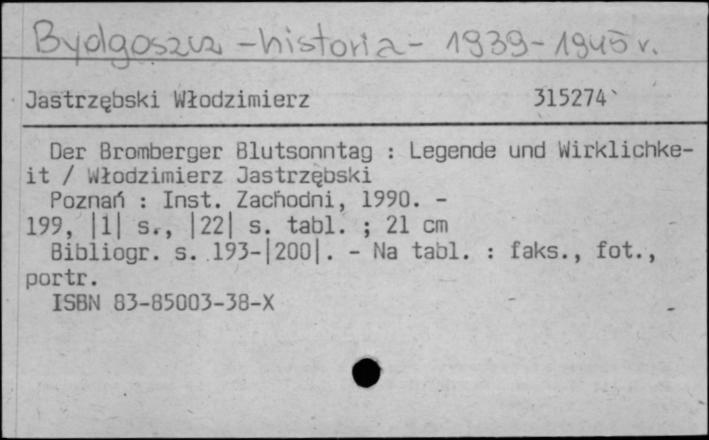 Bydgoszcz - historia - 1939-1945 r.
Jastrzębski Włodzimierz 315274
Der Bromberger Blutsonntag : Legende und Wirklichke-
it / Włodzimierz Jastrzębski
Poznań : Inst. Zachodni, 1990. -
199, |1| s., |22| s. tabl. ; 21 cm
Bibliogr. s. 193-|200|. - Na tabl. : faks., fot.,
portr.
ISBN 83-85003-38-X